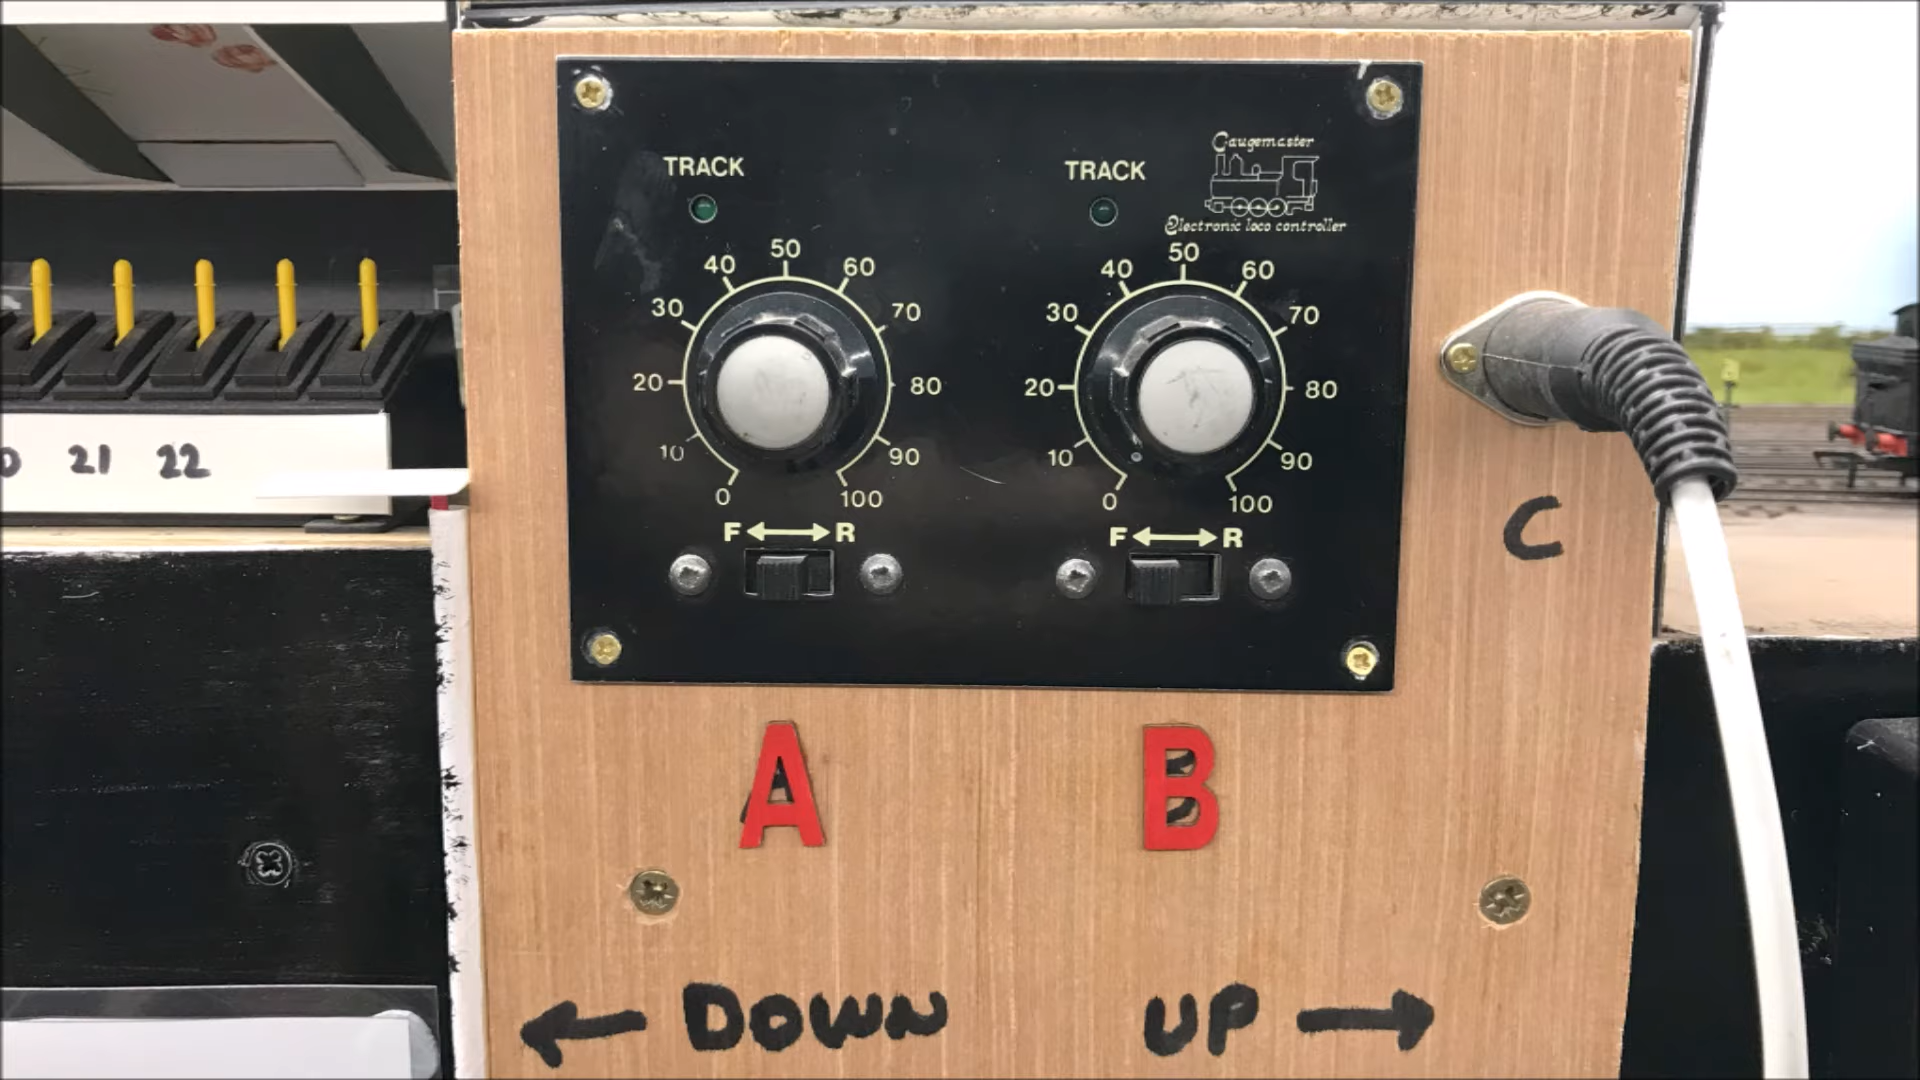 TRACK
TRACK
Gaugemaster
Electronic loco controller
0 10 20 30 40 50 60 70 80 90 100
0 10 20 30 40 50 60 70 80 90 100
F R
F R
21 22
C
A
B
DOWN
UP